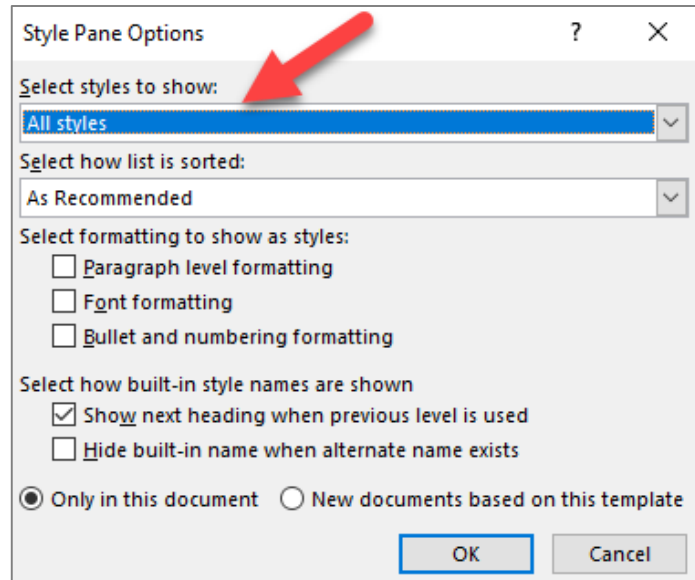 Style Pane Options ?
Select styles to show:
All styles
Select how list is sorted:
As Recommended
Select formatting to show as styles:
Paragraph level formatting
Font formatting
Bullet and numbering formatting
Select how built-in style names are shown
Show next heading when previous level is used
Hide built-in name when alternate name exists
Only in this document New documents based on this template
OK Cancel